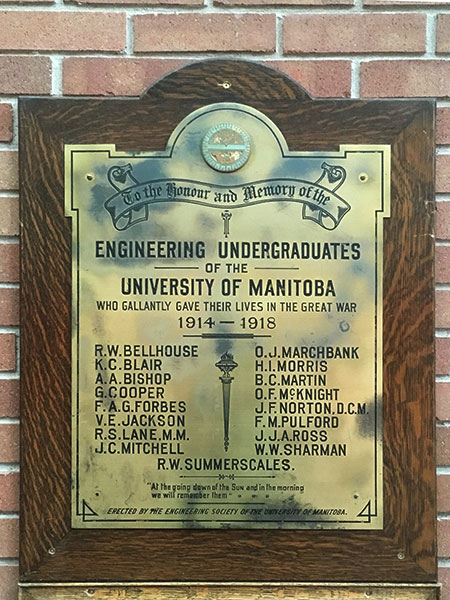 To the Honour and Memory of the
ENGINEERING UNDERGRADUATES
OF THE
UNIVERSITY OF MANITOBA
WHO GALLANTLY GAVE THEIR LIVES IN THE GREAT WAR
1914 — 1918
R.W. BELLHOUSE
K.C. BLAIR
A.A. BISHOP
G. COOPER
F.A.G. FORBES
V.E. JACKSON
R.S. LANE, M.M.
J.C. MITCHELL
O.J. MARCHBANK
H.I. MORRIS
B.C. MARTIN
O.F. McKNIGHT
J.F. NORTON, D.C.M.
F.M. PULFORD
J.J.A. ROSS
W.W. SHARMAN
R.W. SUMMERSCALES.
"At the going down of the Sun and in the morning
we will remember them"
ERECTED BY THE ENGINEERING SOCIETY OF THE UNIVERSITY OF MANITOBA.